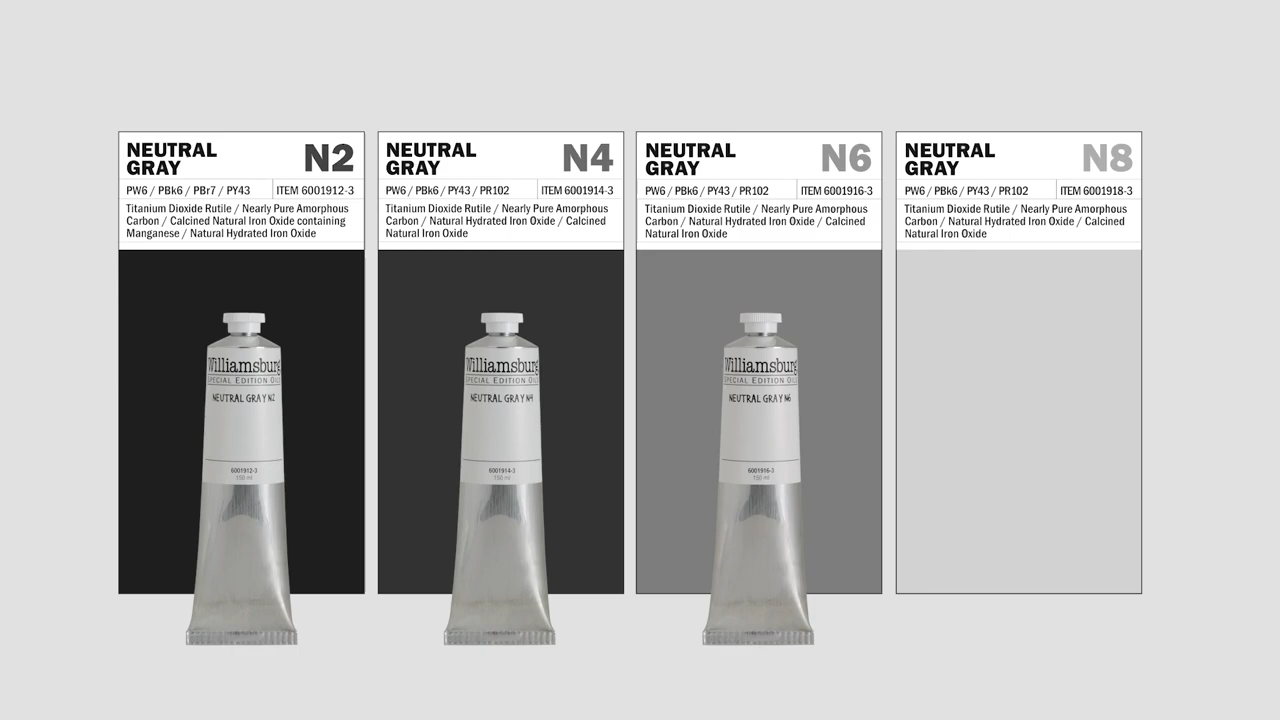 NEUTRAL
GRAY
N2
PW6 / PBk6 / PBr7 / PY43
ITEM 6001912-3
Titanium Dioxide Rutile / Nearly Pure Amorphous
Carbon / Calcined Natural Iron Oxide containing
Manganese / Natural Hydrated Iron Oxide
Williamsburg
SPECIAL EDITION OILS
NEUTRAL GRAY N2
6001912-3
150 ml
NEUTRAL
GRAY
N4
PW6 / PBk6 / PY43 / PR102
ITEM 6001914-3
Titanium Dioxide Rutile / Nearly Pure Amorphous
Carbon / Natural Hydrated Iron Oxide / Calcined
Natural Iron Oxide
Williamsburg
SPECIAL EDITION OILS
NEUTRAL GRAY N4
6001914-3
150 ml
NEUTRAL
GRAY
N6
PW6 / PBk6 / PY43 / PR102
ITEM 6001916-3
Titanium Dioxide Rutile / Nearly Pure Amorphous
Carbon / Natural Hydrated Iron Oxide / Calcined
Natural Iron Oxide
Williamsburg
SPECIAL EDITION OILS
NEUTRAL GRAY N6
6001916-3
150 ml
NEUTRAL
GRAY
N8
PW6 / PBk6 / PY43 / PR102
ITEM 6001918-3
Titanium Dioxide Rutile / Nearly Pure Amorphous
Carbon / Natural Hydrated Iron Oxide / Calcined
Natural Iron Oxide